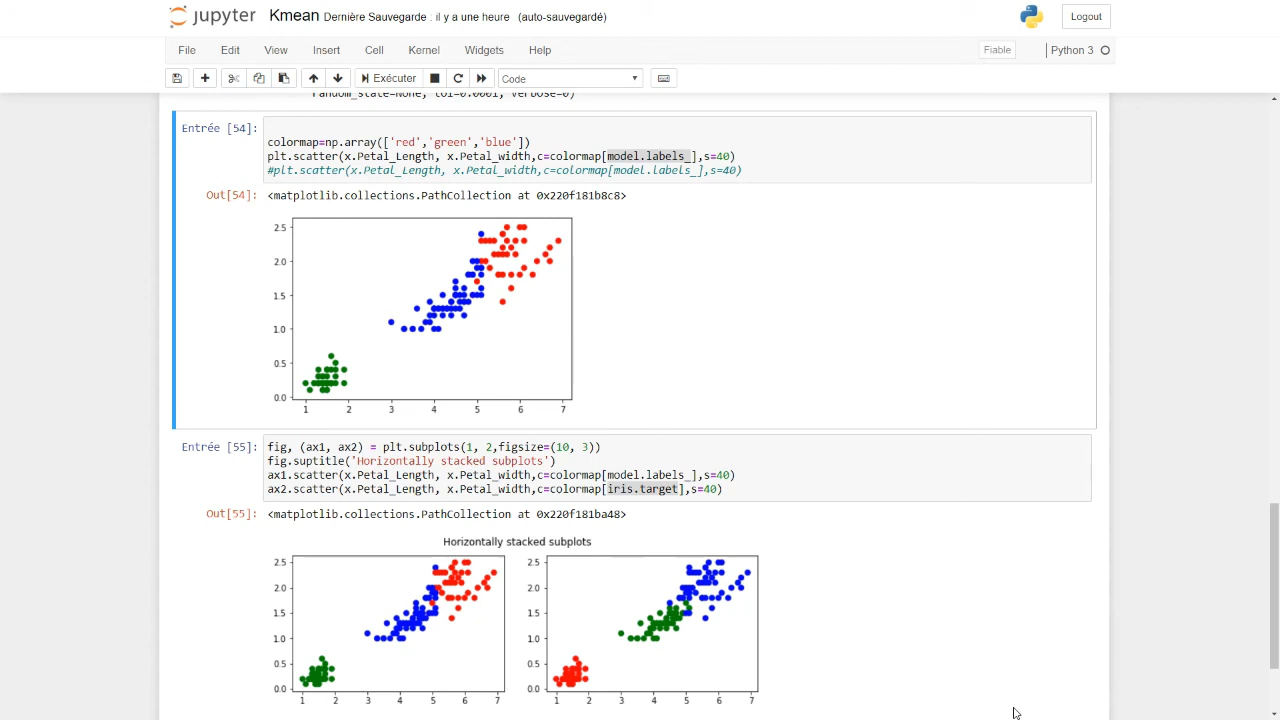 jupyter Kmean Dernière Sauvegarde : il y a une heure (auto-sauvegardé)
Logout
File Edit View Insert Cell Kernel Widgets Help
Fiable Python 3
Exécuter Code
random_state=None, tol=0.0001, verbose=0)
Entrée [54]:
colormap=np.array(['red','green','blue'])
plt.scatter(x.Petal_Length, x.Petal_width,c=colormap[model.labels_],s=40)
#plt.scatter(x.Petal_Length, x.Petal_width,c=colormap[model.labels_],s=40)
Out[54]: <matplotlib.collections.PathCollection at 0x220f181b8c8>
2.5
2.0
1.5
1.0
0.5
0.0
1 2 3 4 5 6 7
Entrée [55]: fig, (ax1, ax2) = plt.subplots(1, 2,figsize=(10, 3))
fig.suptitle('Horizontally stacked subplots')
ax1.scatter(x.Petal_Length, x.Petal_width,c=colormap[model.labels_],s=40)
ax2.scatter(x.Petal_Length, x.Petal_width,c=colormap[iris.target],s=40)
Out[55]: <matplotlib.collections.PathCollection at 0x220f181ba48>
Horizontally stacked subplots
2.5 2.5
2.0 2.0
1.5 1.5
1.0 1.0
0.5 0.5
0.0 0.0
1 2 3 4 5 6 7 1 2 3 4 5 6 7